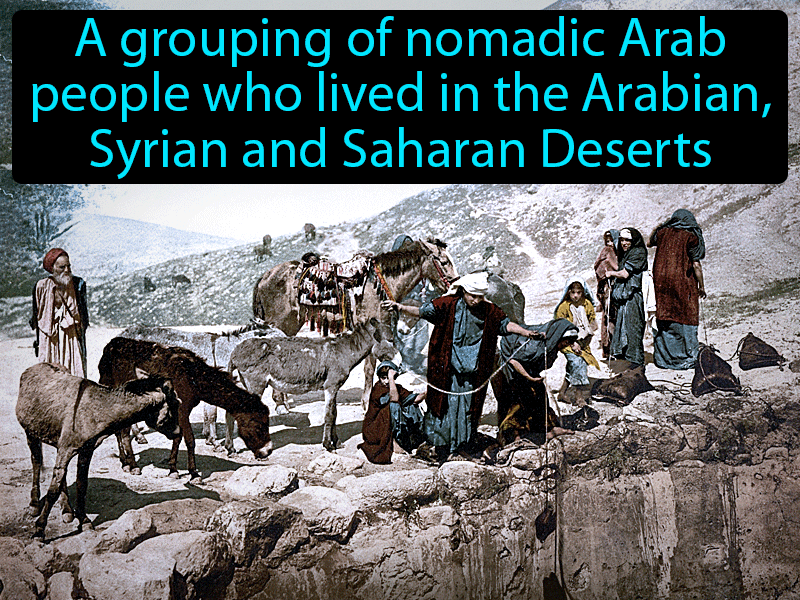 A grouping of nomadic Arab
people who lived in the Arabian,
Syrian and Saharan Deserts